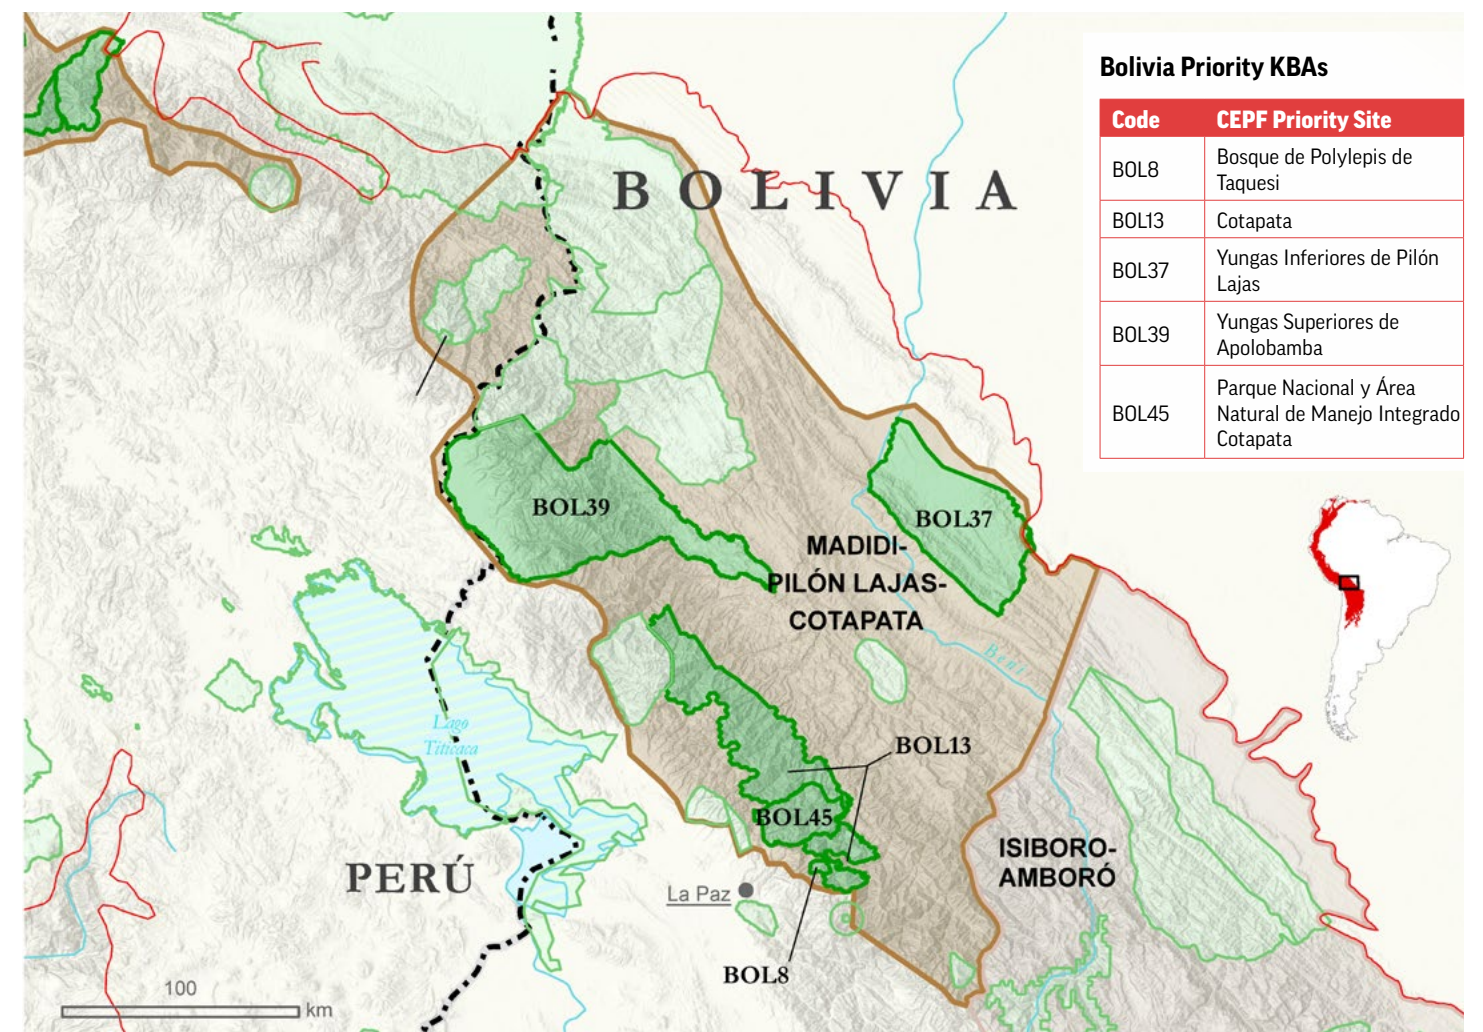 Bolivia Priority KBAs
Code CEPF Priority Site
BOL8 Bosque de Polylepis de
Taquesi
BOL13 Cotapata
BOL37 Yungas Inferiores de Pilón
Lajas
BOL39 Yungas Superiores de
Apolobamba
BOL45 Parque Nacional y Área
Natural de Manejo Integrado
Cotapata
BOLIVIA
BOL39
BOL37
MADIDI-
PILÓN LAJAS-
COTAPATA
Beni
Lago
Titicaca
BOL13
BOL45
ISIBORO-
AMBORÓ
PERÚ
La Paz
BOL8
100
km